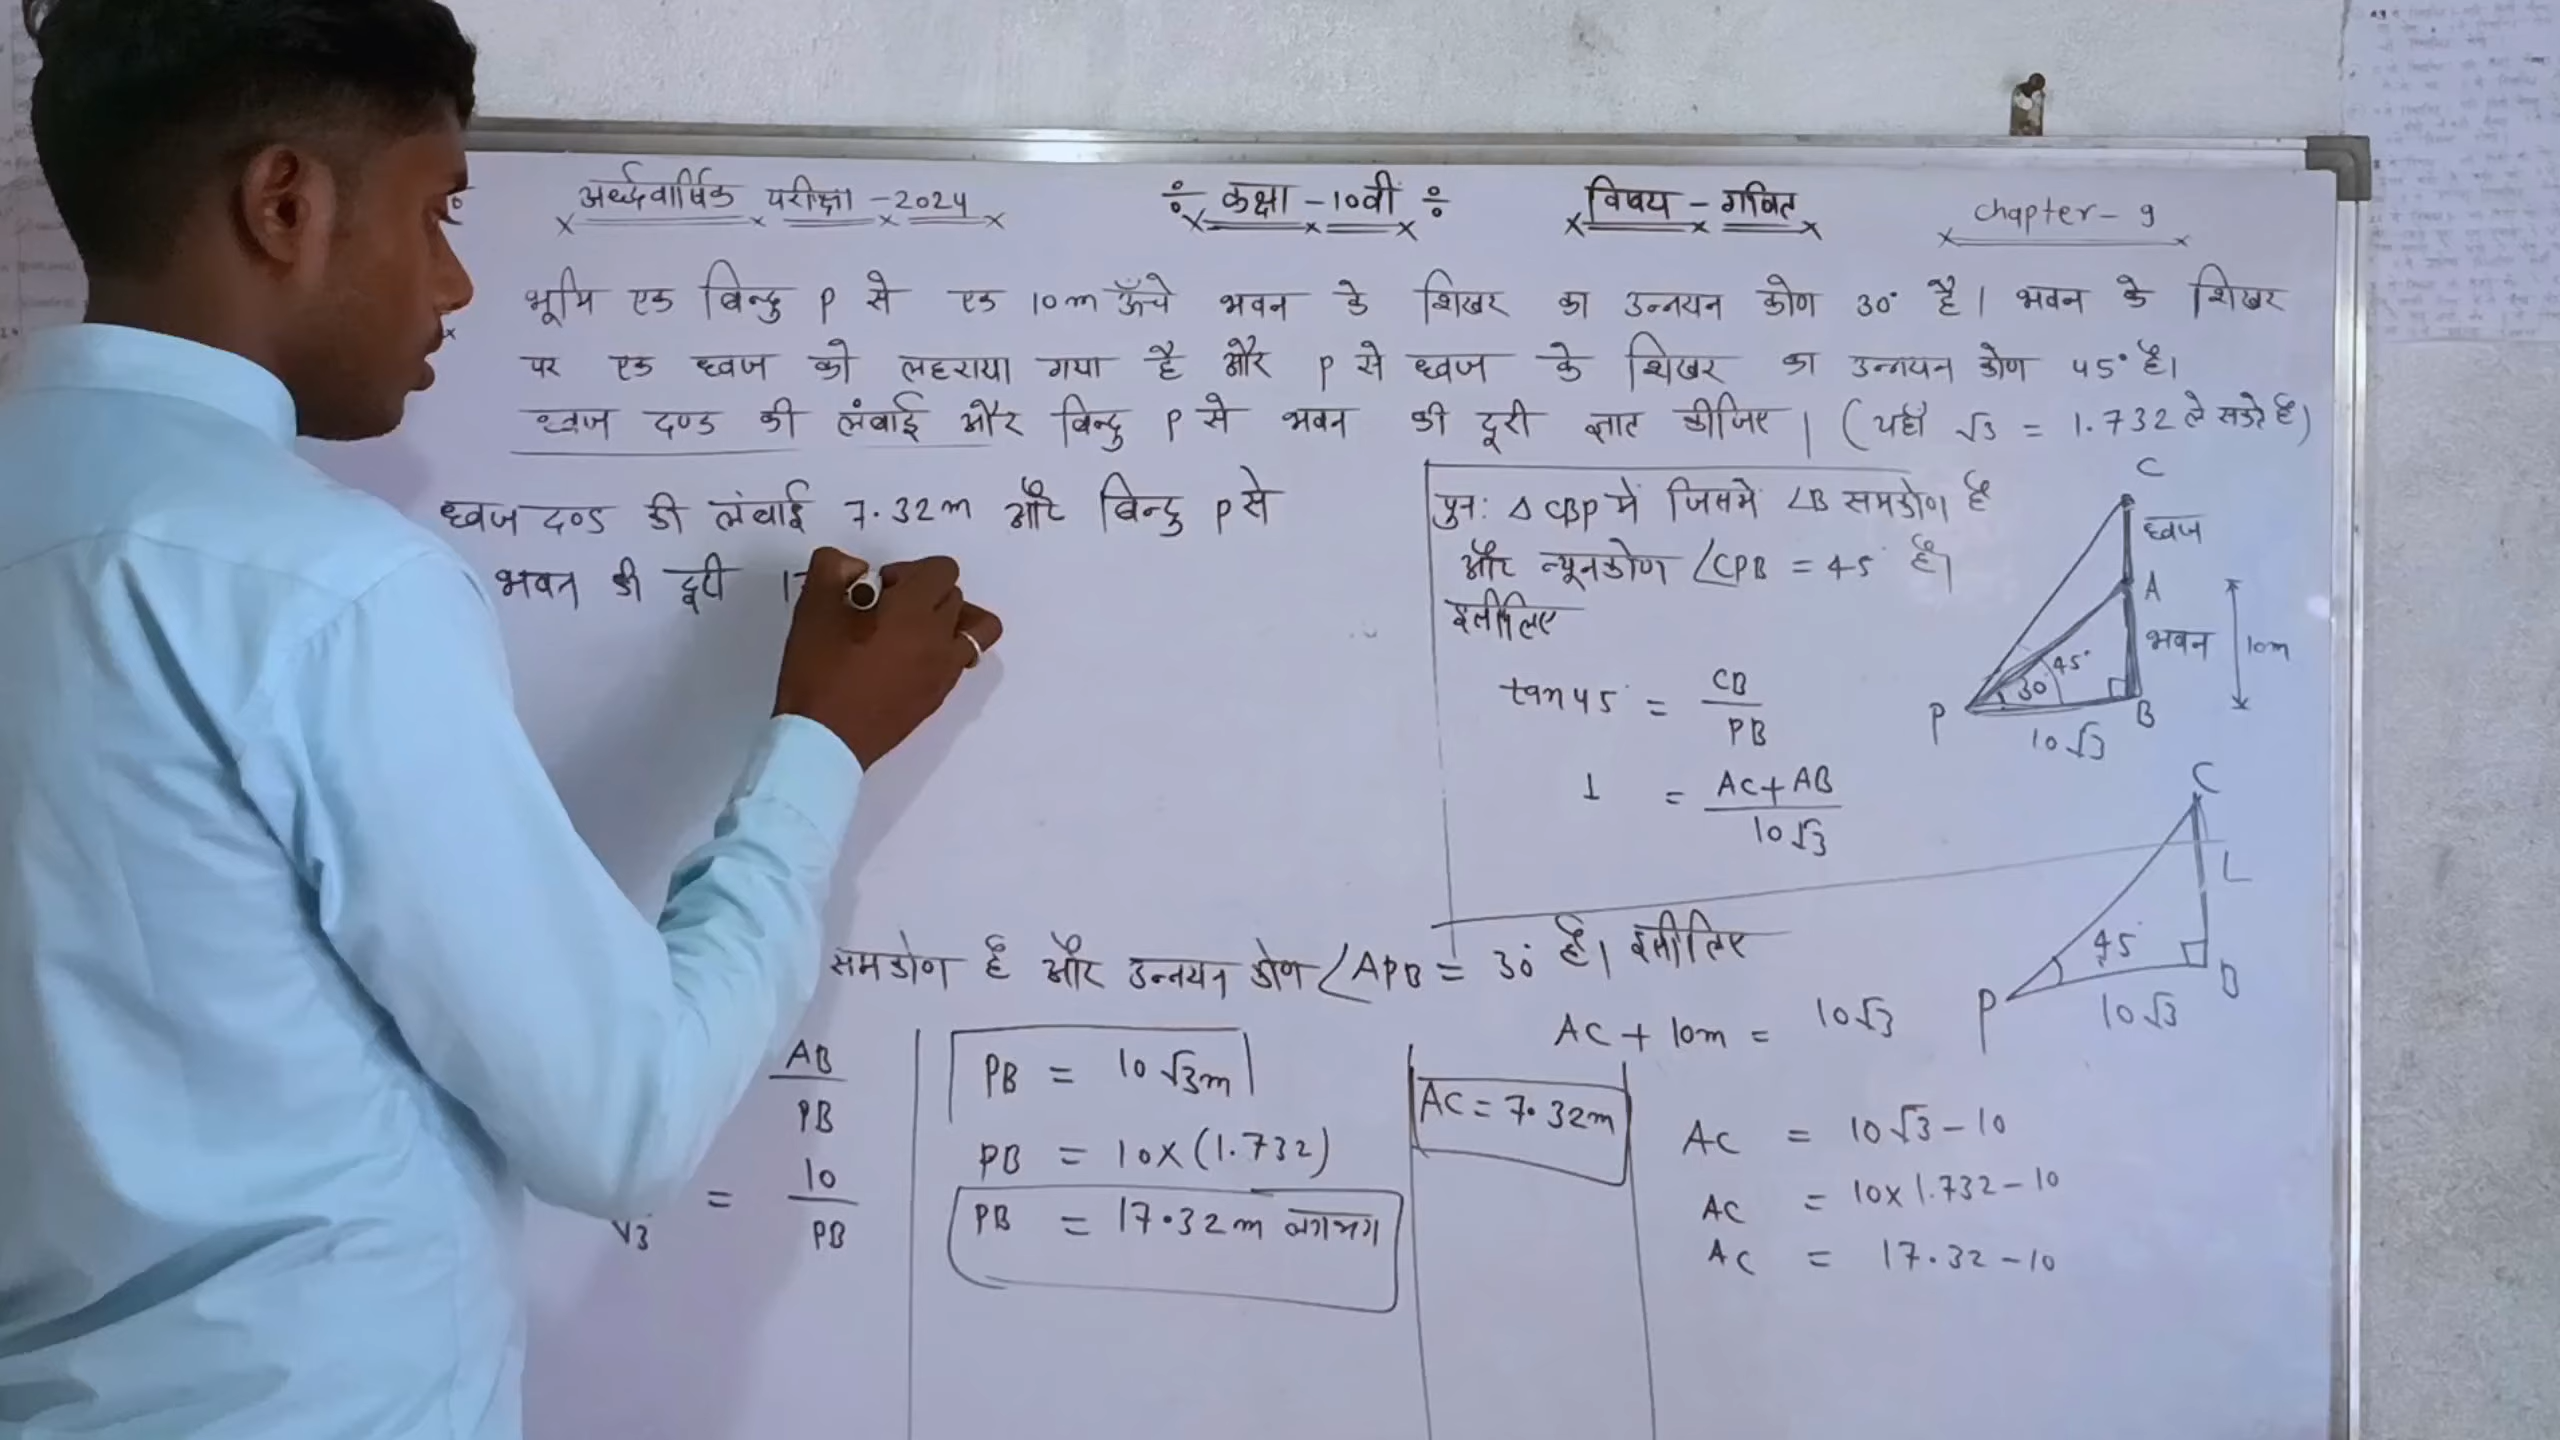 अर्ध्दवार्षिक परीक्षा -2024
÷ कक्षा -10वीं ÷
विषय - गणित
chapter- 9
भूमि एक बिन्दु P से एक 10m ऊँचे भवन के शिखर का उन्नयन कोण 30° है। भवन के शिखर
पर एक ध्वज को लहराया गया है और P से ध्वज के शिखर का उन्नयन कोण 45° है।
ध्वज दण्ड की लंबाई और बिन्दु P से भवन की दूरी ज्ञात कीजिए। (यहाँ √3 = 1.732 ले सकते है)
ध्वज दण्ड की लंबाई 7.32m और बिन्दु P से
भवन की दूरी 17
पुन: △CBP में जिसमें ∠B समकोण है
और न्यूनकोण ∠CPB = 45° है।
इसीलिए
tan45° = CB/PB
1 = AC+AB/10√3
C
ध्वज
A
भवन
10m
45°
30°
P
B
10√3
C
L
45°
P
B
10√3
समकोण है और उन्नयन कोण ∠APB = 30° है। इसीलिए
AB/PB
√3 = 10/PB
PB = 10√3m
PB = 10x(1.732)
PB = 17.32m लगभग
AC + 10m = 10√3
AC = 10√3-10
AC = 10x1.732-10
AC = 17.32-10
AC = 7.32m